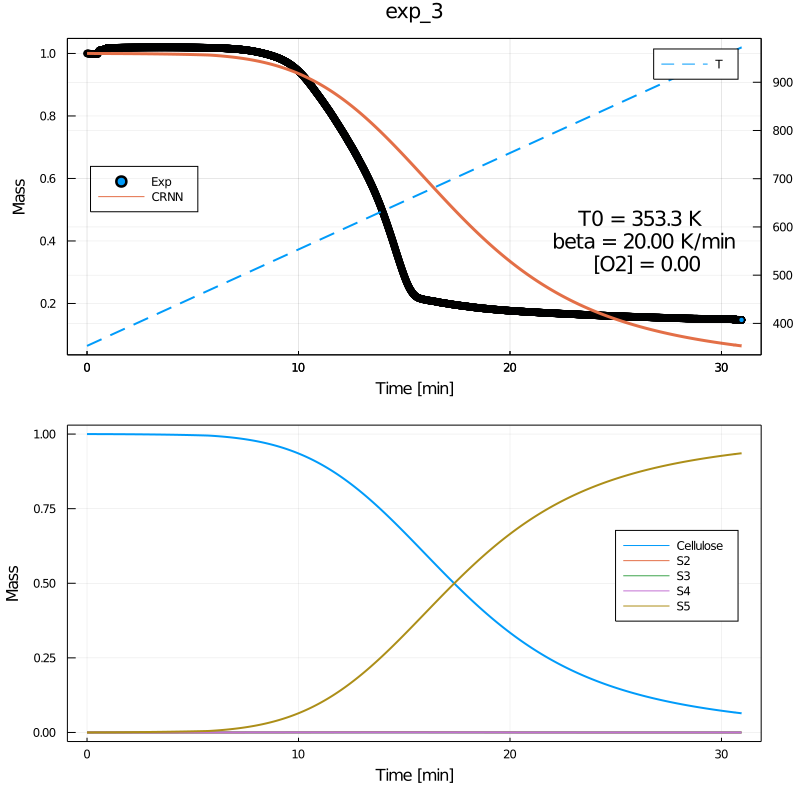 exp_3
1.0
0.8
0.6
0.4
0.2
Mass
T
Exp
CRNN
T0 = 353.3 K
beta = 20.00 K/min
[O2] = 0.00
900
800
700
600
500
400
0 10 20 30
Time [min]
1.00
0.75
0.50
0.25
0.00
Mass
Cellulose
S2
S3
S4
S5
0 10 20 30
Time [min]